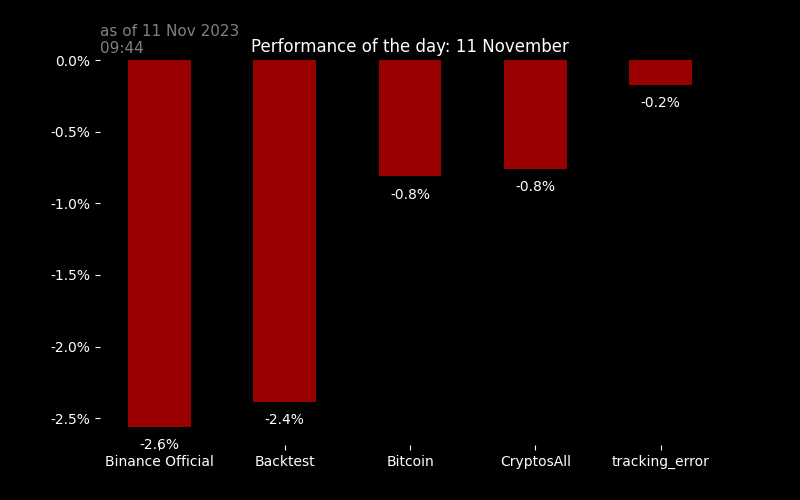 as of 11 Nov 2023
09:44
Performance of the day: 11 November
0.0%
-0.5%
-1.0%
-1.5%
-2.0%
-2.5%
-2.6%
-2.4%
-0.8%
-0.8%
-0.2%
Binance Official
Backtest
Bitcoin
CryptosAll
tracking_error